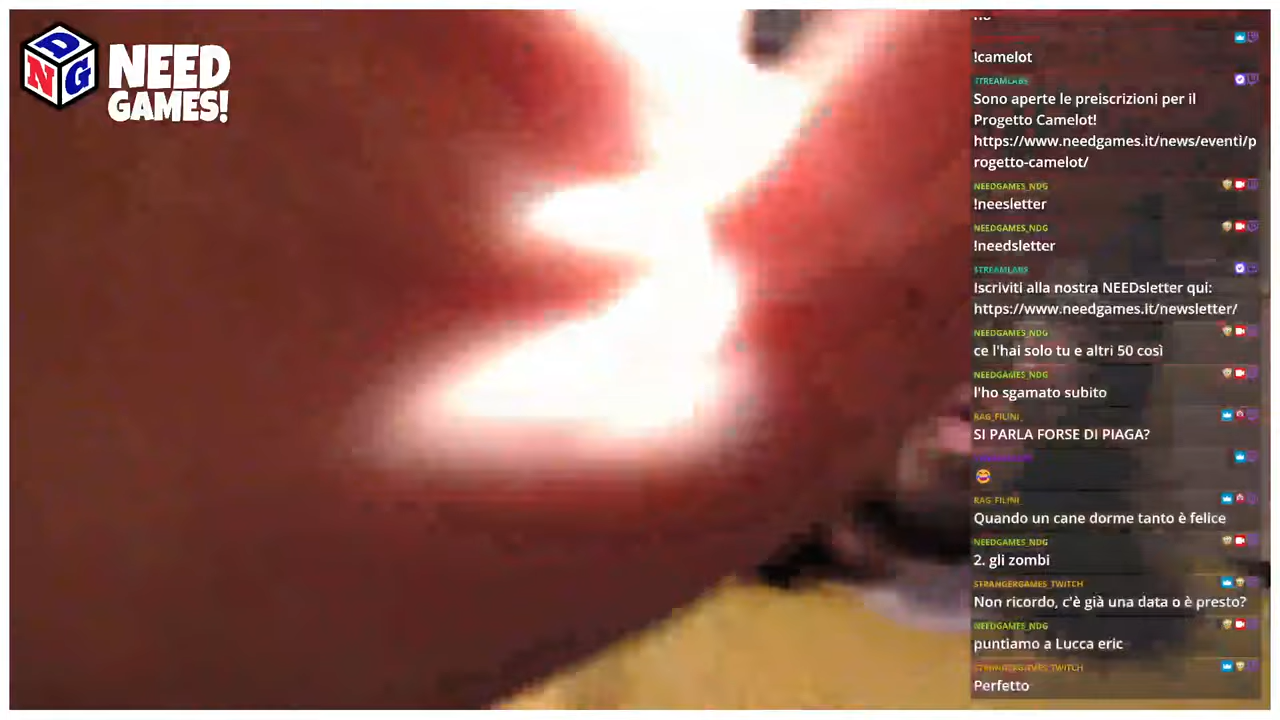 D
N G
NEED
GAMES!
!camelot
STREAMLABS
Sono aperte le preiscrizioni per il
Progetto Camelot!
https://www.needgames.it/news/eventi/p
rogetto-camelot/
NEEDGAMES_NDG
!neesletter
NEEDGAMES_NDG
!needsletter
STREAMLABS
Iscriviti alla nostra NEEDsletter qui:
https://www.needgames.it/newsletter/
NEEDGAMES_NDG
ce l'hai solo tu e altri 50 così
NEEDGAMES_NDG
l'ho sgamato subito
RAG_FILINI_
SI PARLA FORSE DI PIAGA?
RAG_FILINI_
Quando un cane dorme tanto è felice
NEEDGAMES_NDG
2. gli zombi
STRANGERGAMES_TWITCH
Non ricordo, c'è già una data o è presto?
NEEDGAMES_NDG
puntiamo a Lucca eric
STRANGERGAMES_TWITCH
Perfetto